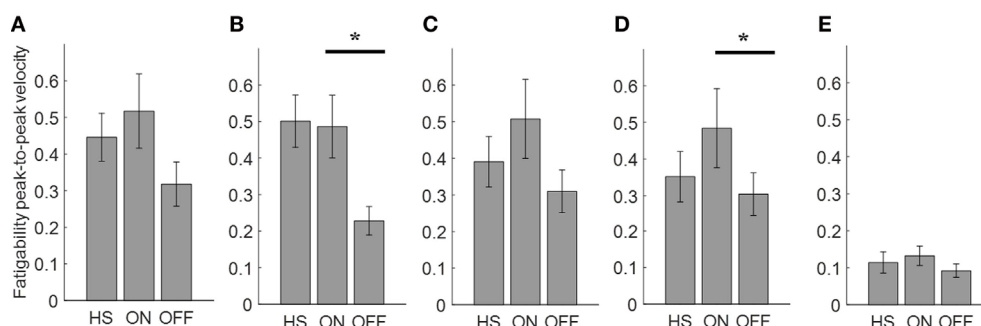 A B C D E
* *
Fatigability peak-to-peak velocity
0.6 0.6 0.6 0.6 0.6
0.5 0.5 0.5 0.5 0.5
0.4 0.4 0.4 0.4 0.4
0.3 0.3 0.3 0.3 0.3
0.2 0.2 0.2 0.2 0.2
0.1 0.1 0.1 0.1 0.1
0 0 0 0 0
HS ON OFF HS ON OFF HS ON OFF HS ON OFF HS ON OFF